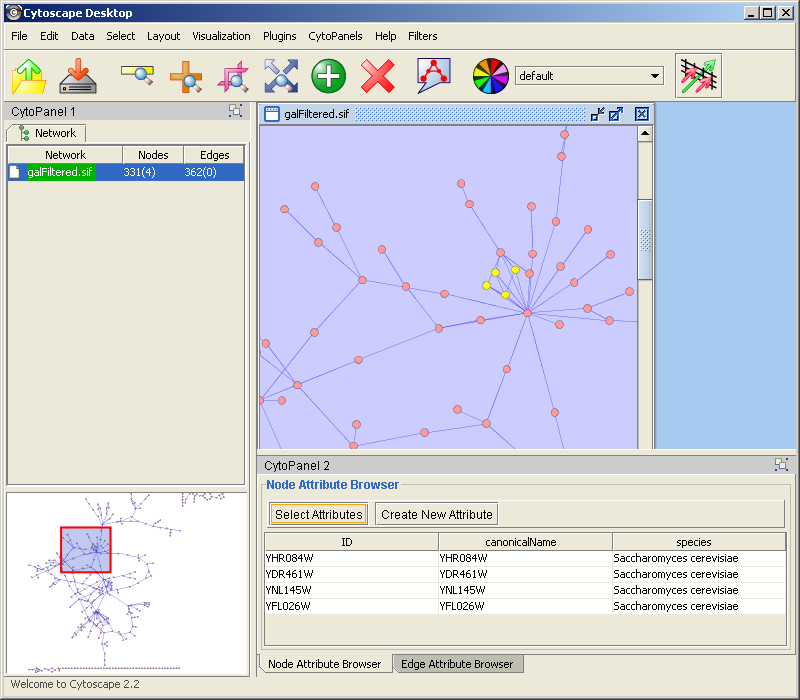 Cytoscape Desktop
File Edit Data Select Layout Visualization Plugins CytoPanels Help Filters
default
CytoPanel 1
Network
Network Nodes Edges
galFiltered.sif 331(4) 362(0)
galFiltered.sif
CytoPanel 2
Node Attribute Browser
Select Attributes Create New Attribute
ID canonicalName species
YHR084W YHR084W Saccharomyces cerevisiae
YDR461W YDR461W Saccharomyces cerevisiae
YNL145W YNL145W Saccharomyces cerevisiae
YFL026W YFL026W Saccharomyces cerevisiae
Node Attribute Browser Edge Attribute Browser
Welcome to Cytoscape 2.2